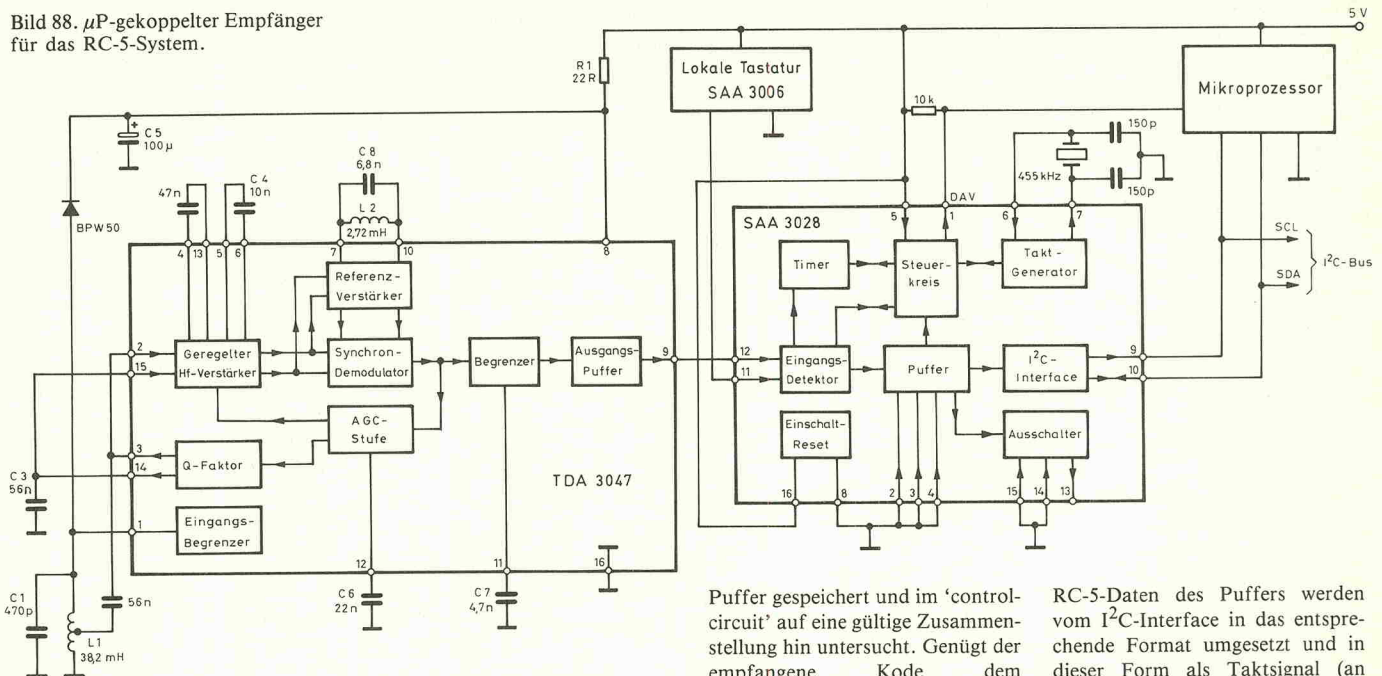 Bild 88. µP-gekoppelter Empfänger
für das RC-5-System.
5 V
R1
22R
Lokale Tastatur
SAA 3006
10k
Mikroprozessor
C5
100µ
+
C8
6,8n
L2
2,72mH
47n
C4
10n
BPW50
150p
455kHz
150p
DAV
4
13
5
6
7
10
8
5
1
6
7
SAA 3028
SCL
SDA
I²C-Bus
Timer
Steuer-
kreis
Takt-
Generator
Referenz-
Verstärker
2
15
Geregelter
Hf-Verstärker
Synchron-
Demodulator
Begrenzer
Ausgangs-
Puffer
9
12
11
Eingangs-
Detektor
Puffer
I²C-
Interface
9
10
AGC-
Stufe
3
14
Q-Faktor
TDA 3047
Einschalt-
Reset
Ausschalter
C3
56n
1
Eingangs-
Begrenzer
16
8
2
3
4
15
14
13
12
11
16
C1
470p
56n
L1
38,2 mH
C6
22n
C7
4,7n
Puffer gespeichert und im 'control-
circuit' auf eine gültige Zusammen-
stellung hin untersucht. Genügt der
empfangene Kode dem
RC-5-Daten des Puffers werden
vom I²C-Interface in das entspre-
chende Format umgesetzt und in
dieser Form als Taktsignal (an